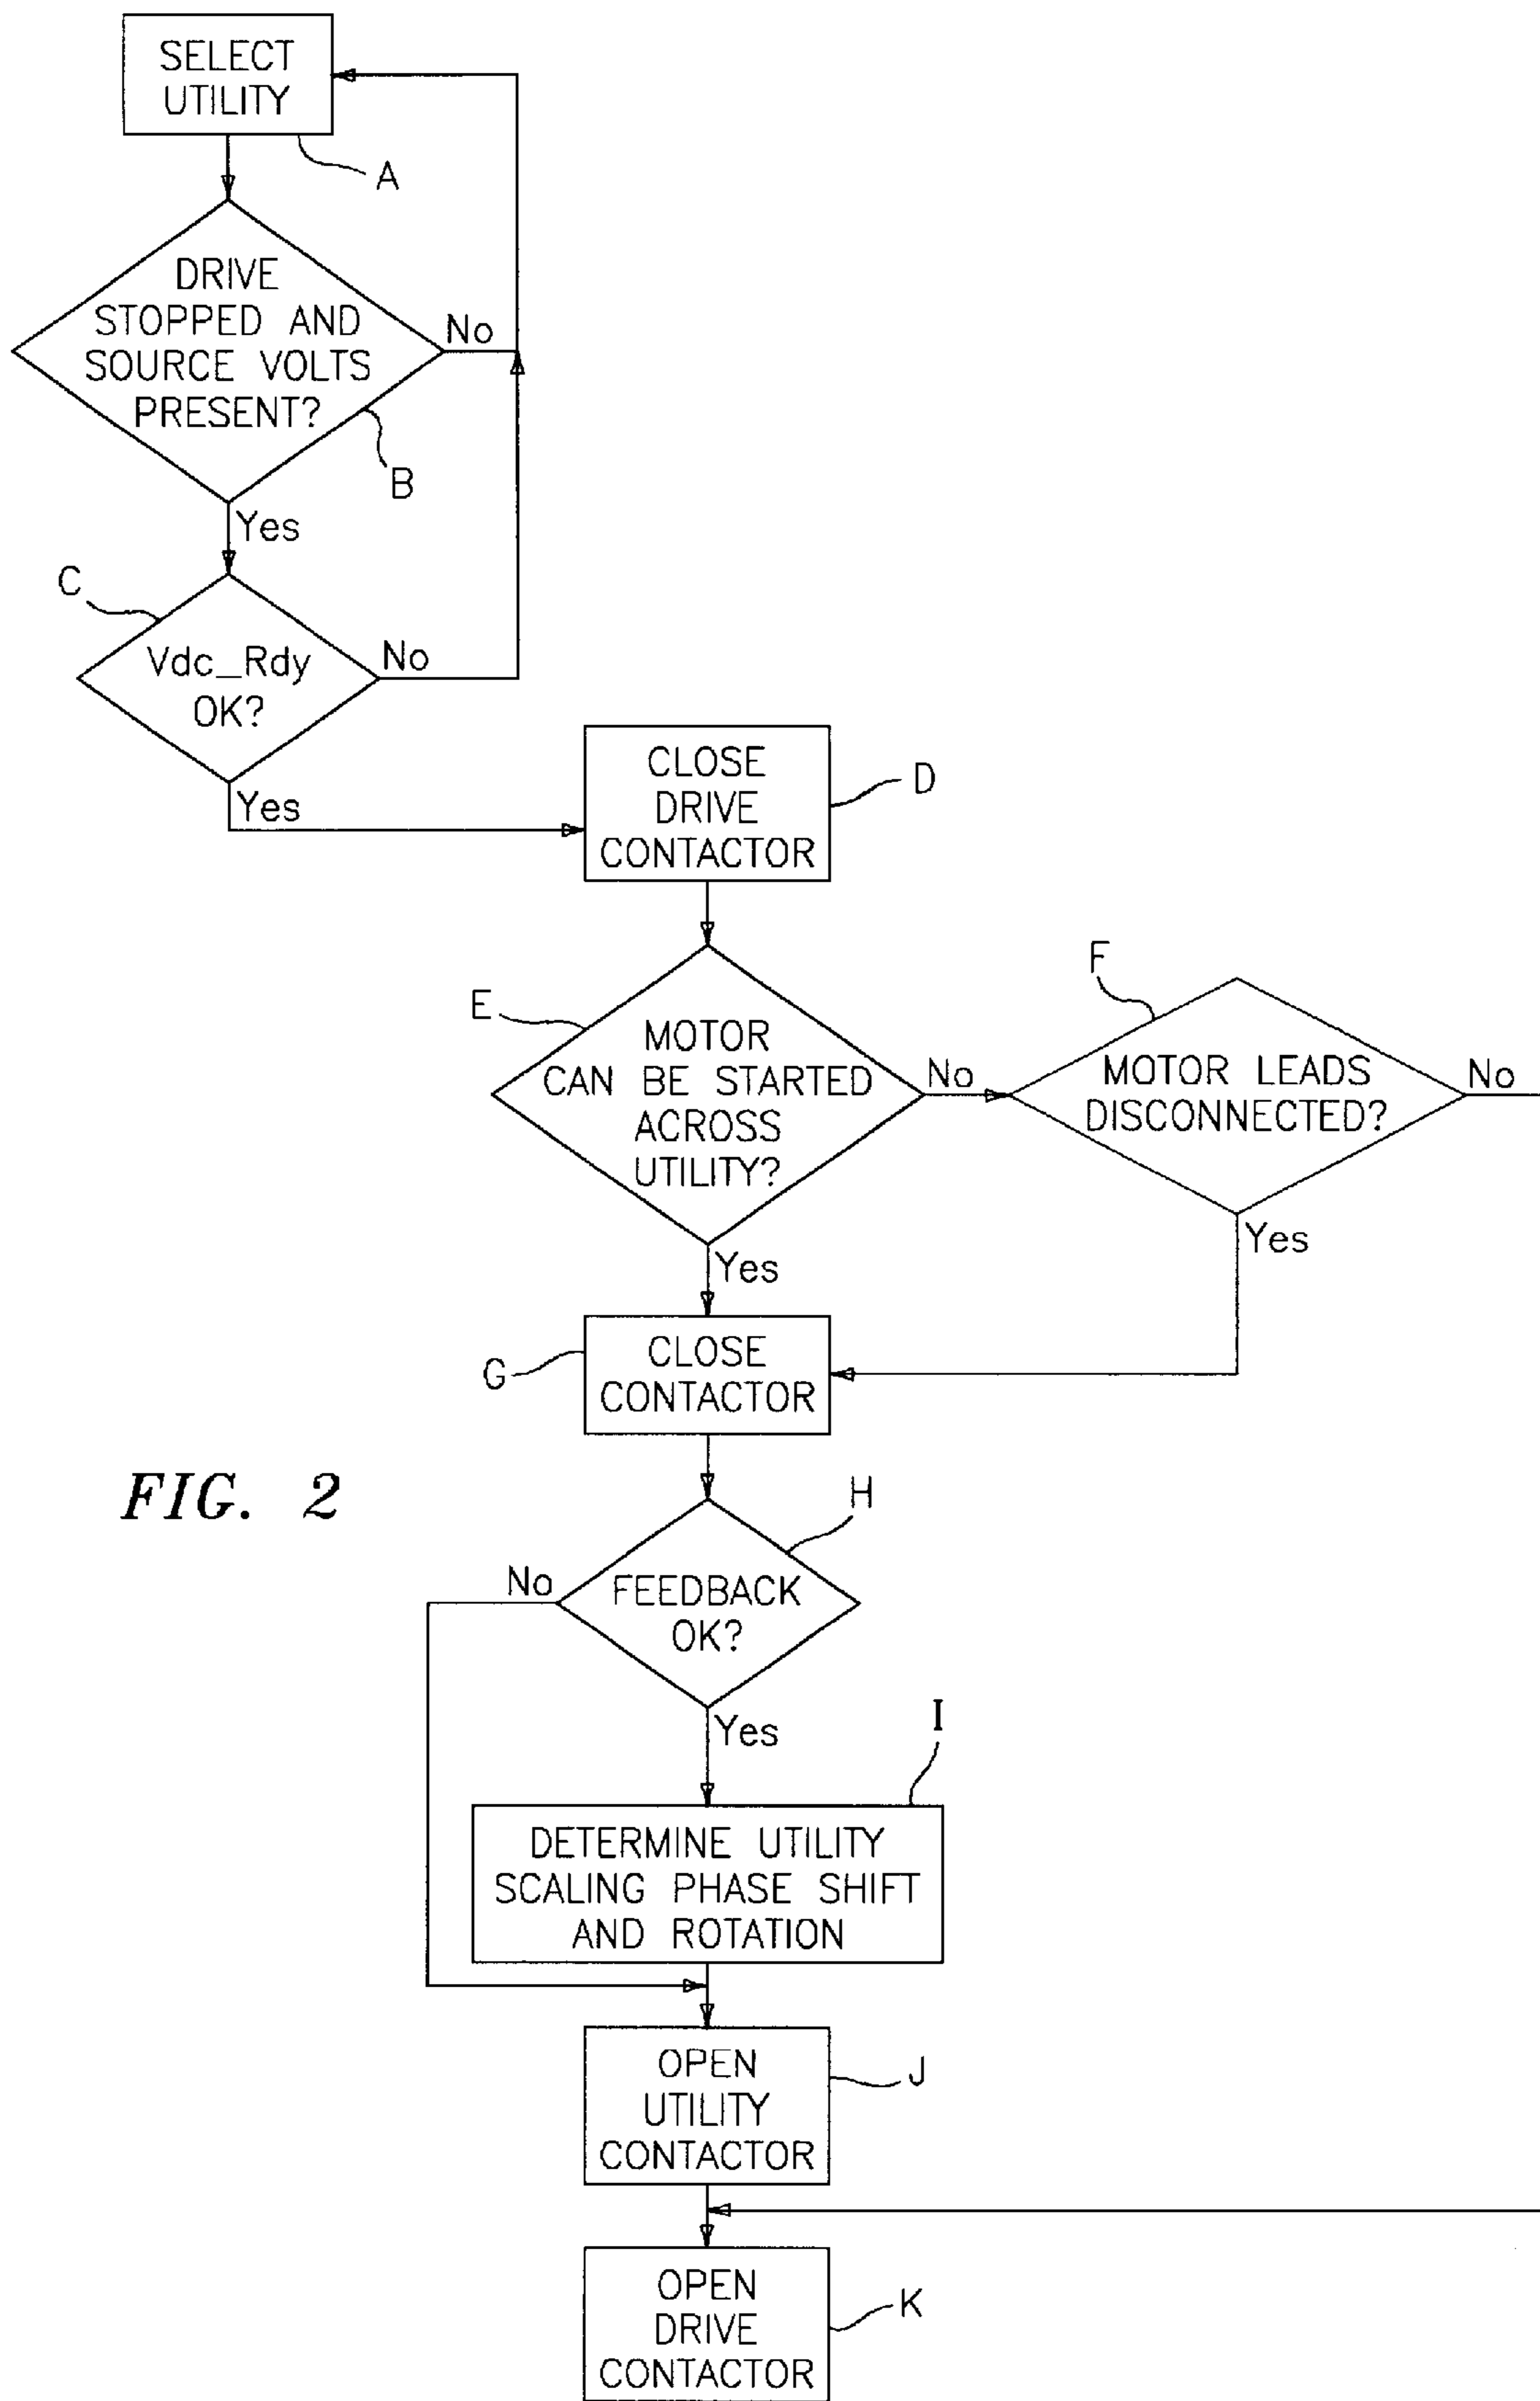 SELECT
UTILITY
A
DRIVE
STOPPED AND
SOURCE VOLTS
PRESENT?
No
B
Yes
C
Vdc_Rdy
OK?
No
Yes
CLOSE
DRIVE
CONTACTOR
D
E
MOTOR
CAN BE STARTED
ACROSS
UTILITY?
No
F
MOTOR LEADS
DISCONNECTED?
No
Yes
Yes
G
CLOSE
CONTACTOR
FIG. 2
H
No
FEEDBACK
OK?
Yes
I
DETERMINE UTILITY
SCALING PHASE SHIFT
AND ROTATION
OPEN
UTILITY
CONTACTOR
J
OPEN
DRIVE
CONTACTOR
K